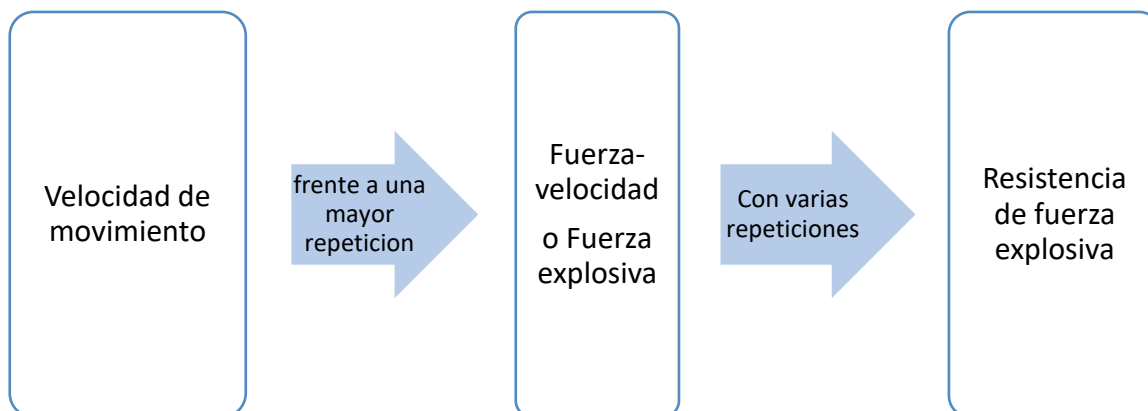 Velocidad de
movimiento
frente a una
mayor
repeticion
Fuerza-
velocidad
o Fuerza
explosiva
Con varias
repeticiones
Resistencia
de fuerza
explosiva